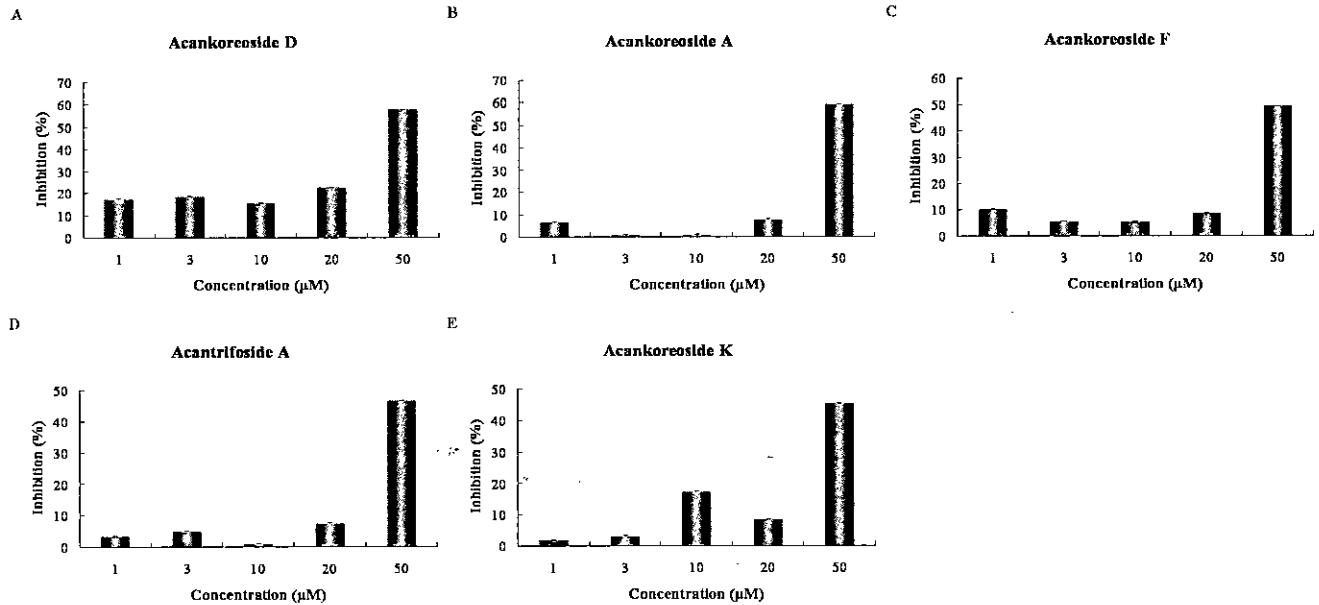 A
Acankoreoside D
70
60
50
40
30
20
10
0
Inhibition (%)
1 3 10 20 50
Concentration (µM)
B
Acankoreoside A
70
60
50
40
30
20
10
0
Inhibition (%)
1 3 10 20 50
Concentration (µM)
C
Acankoreoside F
60
50
40
30
20
10
0
Inhibition (%)
1 3 10 20 50
Concentration (µM)
D
Acantrifoside A
50
40
30
20
10
0
Inhibition (%)
1 3 10 20 50
Concentration (µM)
E
Acankoreoside K
50
40
30
20
10
0
Inhibition (%)
1 3 10 20 50
Concentration (µM)